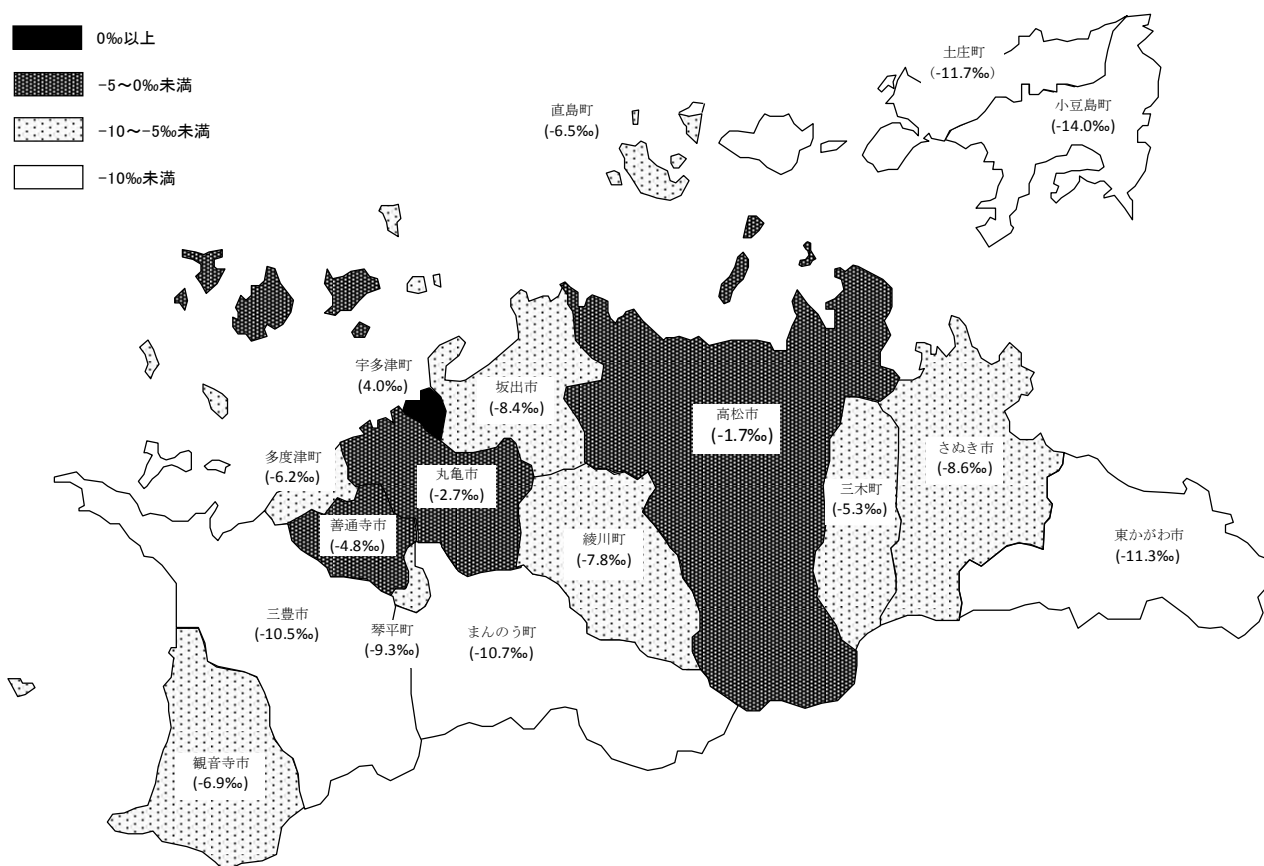 0‰以上
-5～0‰未満
-10～-5‰未満
-10‰未満
土庄町
(-11.7‰)
小豆島町
(-14.0‰)
直島町
(-6.5‰)
宇多津町
(4.0‰)
坂出市
(-8.4‰)
高松市
(-1.7‰)
さぬき市
(-8.6‰)
多度津町
(-6.2‰)
丸亀市
(-2.7‰)
三木町
(-5.3‰)
善通寺市
(-4.8‰)
綾川町
(-7.8‰)
東かがわ市
(-11.3‰)
三豊市
(-10.5‰)
琴平町
(-9.3‰)
まんのう町
(-10.7‰)
観音寺市
(-6.9‰)